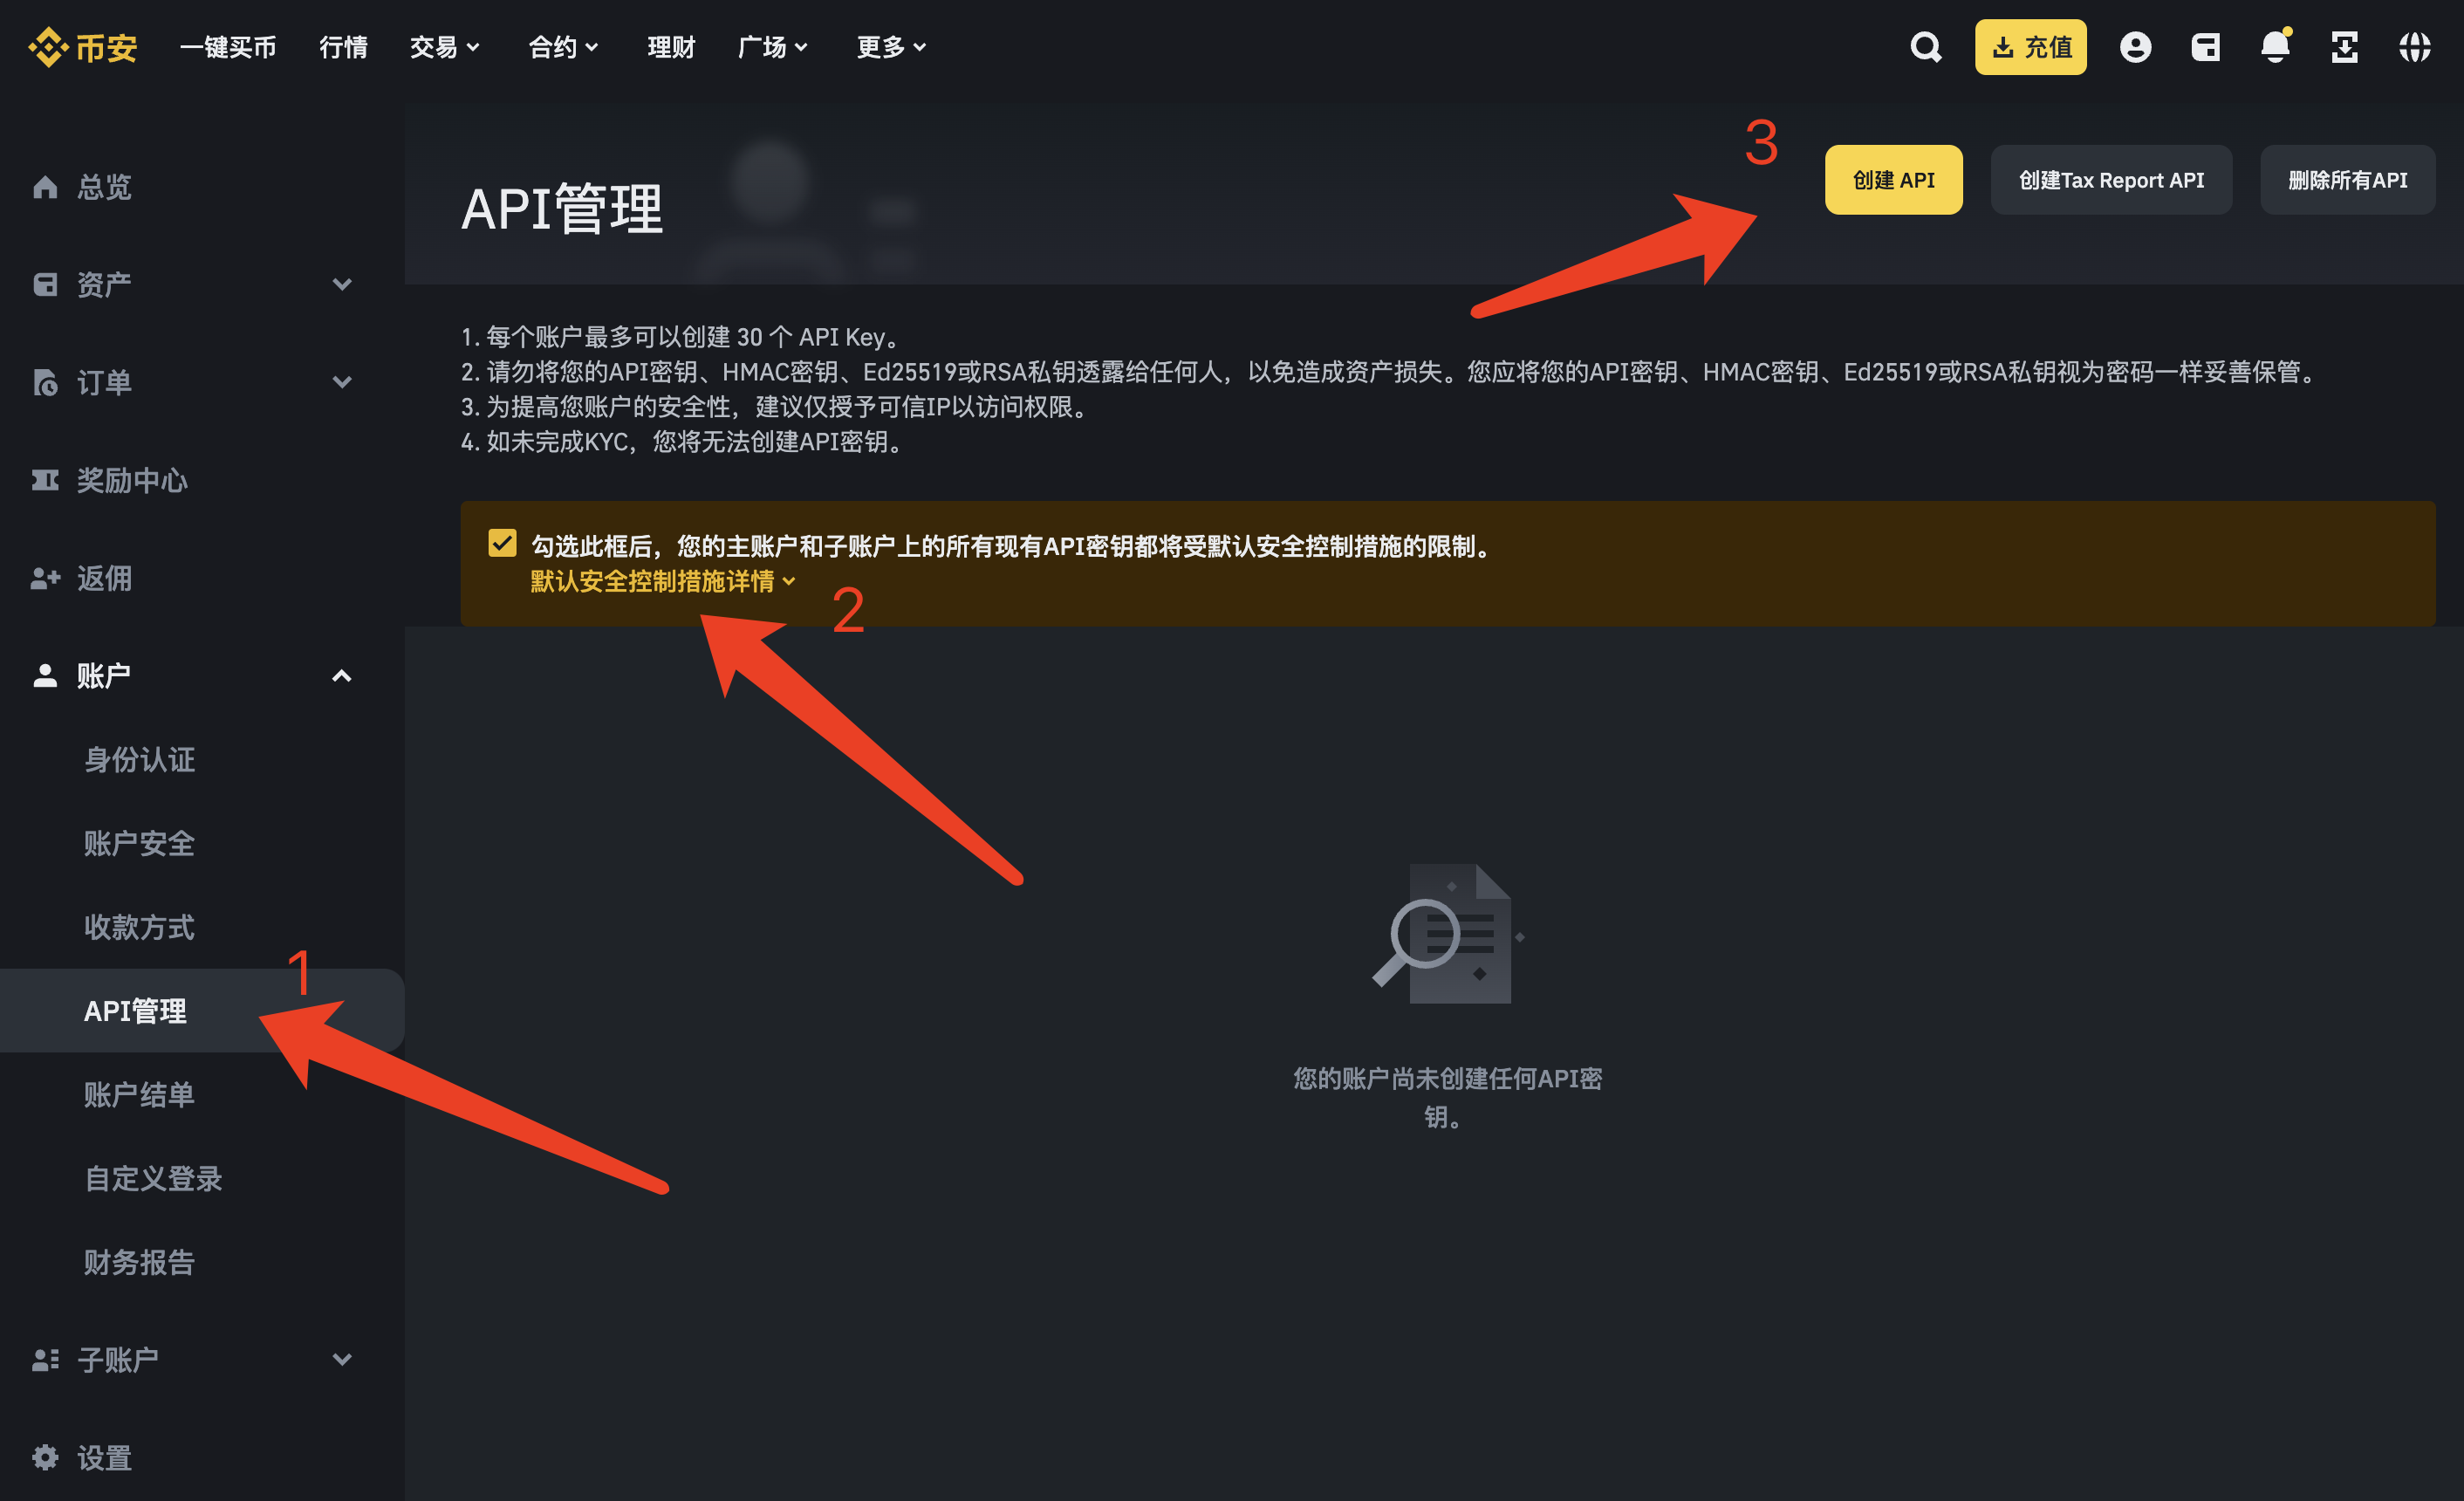 币安
一键买币 行情 交易 合约 理财 广场 更多
充值
总览
资产
订单
奖励中心
返佣
账户
身份认证
账户安全
收款方式
1
API管理
账户结单
自定义登录
财务报告
子账户
设置
API管理
3
创建 API
创建Tax Report API
删除所有API
1. 每个账户最多可以创建 30 个 API Key。
2. 请勿将您的API密钥、HMAC密钥、Ed25519或RSA私钥透露给任何人，以免造成资产损失。您应将您的API密钥、HMAC密钥、Ed25519或RSA私钥视为密码一样妥善保管。
3. 为提高您账户的安全性，建议仅授予可信IP以访问权限。
4. 如未完成KYC，您将无法创建API密钥。
勾选此框后，您的主账户和子账户上的所有现有API密钥都将受默认安全控制措施的限制。
默认安全控制措施详情
2
您的账户尚未创建任何API密
钥。